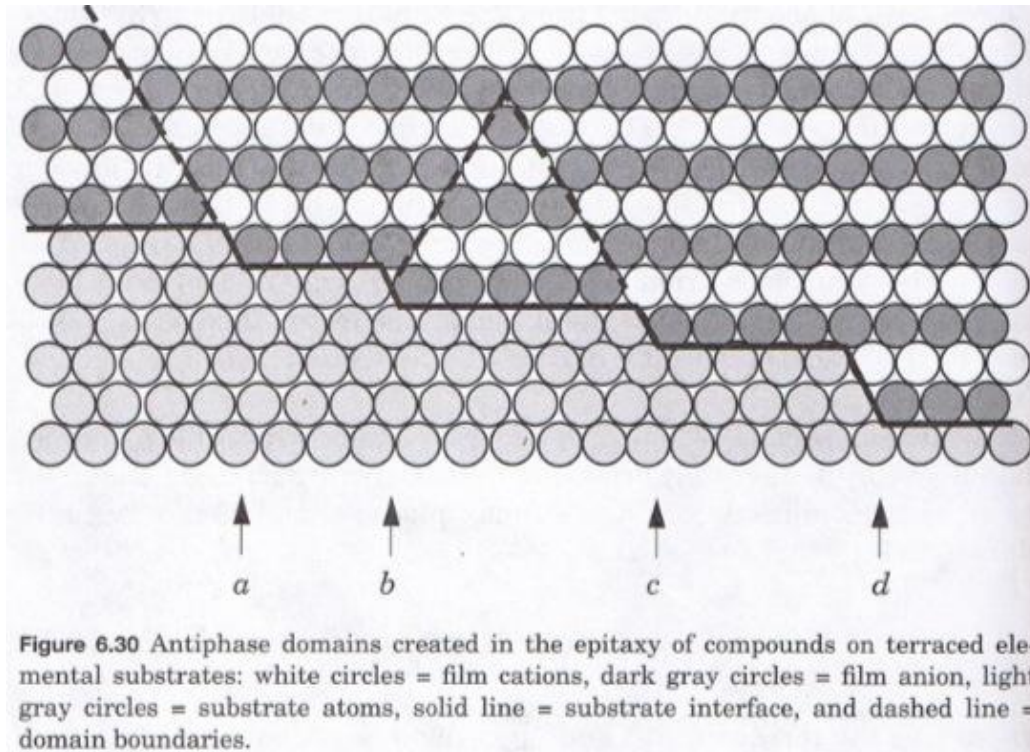 a b c d
Figure 6.30 Antiphase domains created in the epitaxy of compounds on terraced ele-
mental substrates: white circles = film cations, dark gray circles = film anion, light
gray circles = substrate atoms, solid line = substrate interface, and dashed line =
domain boundaries.